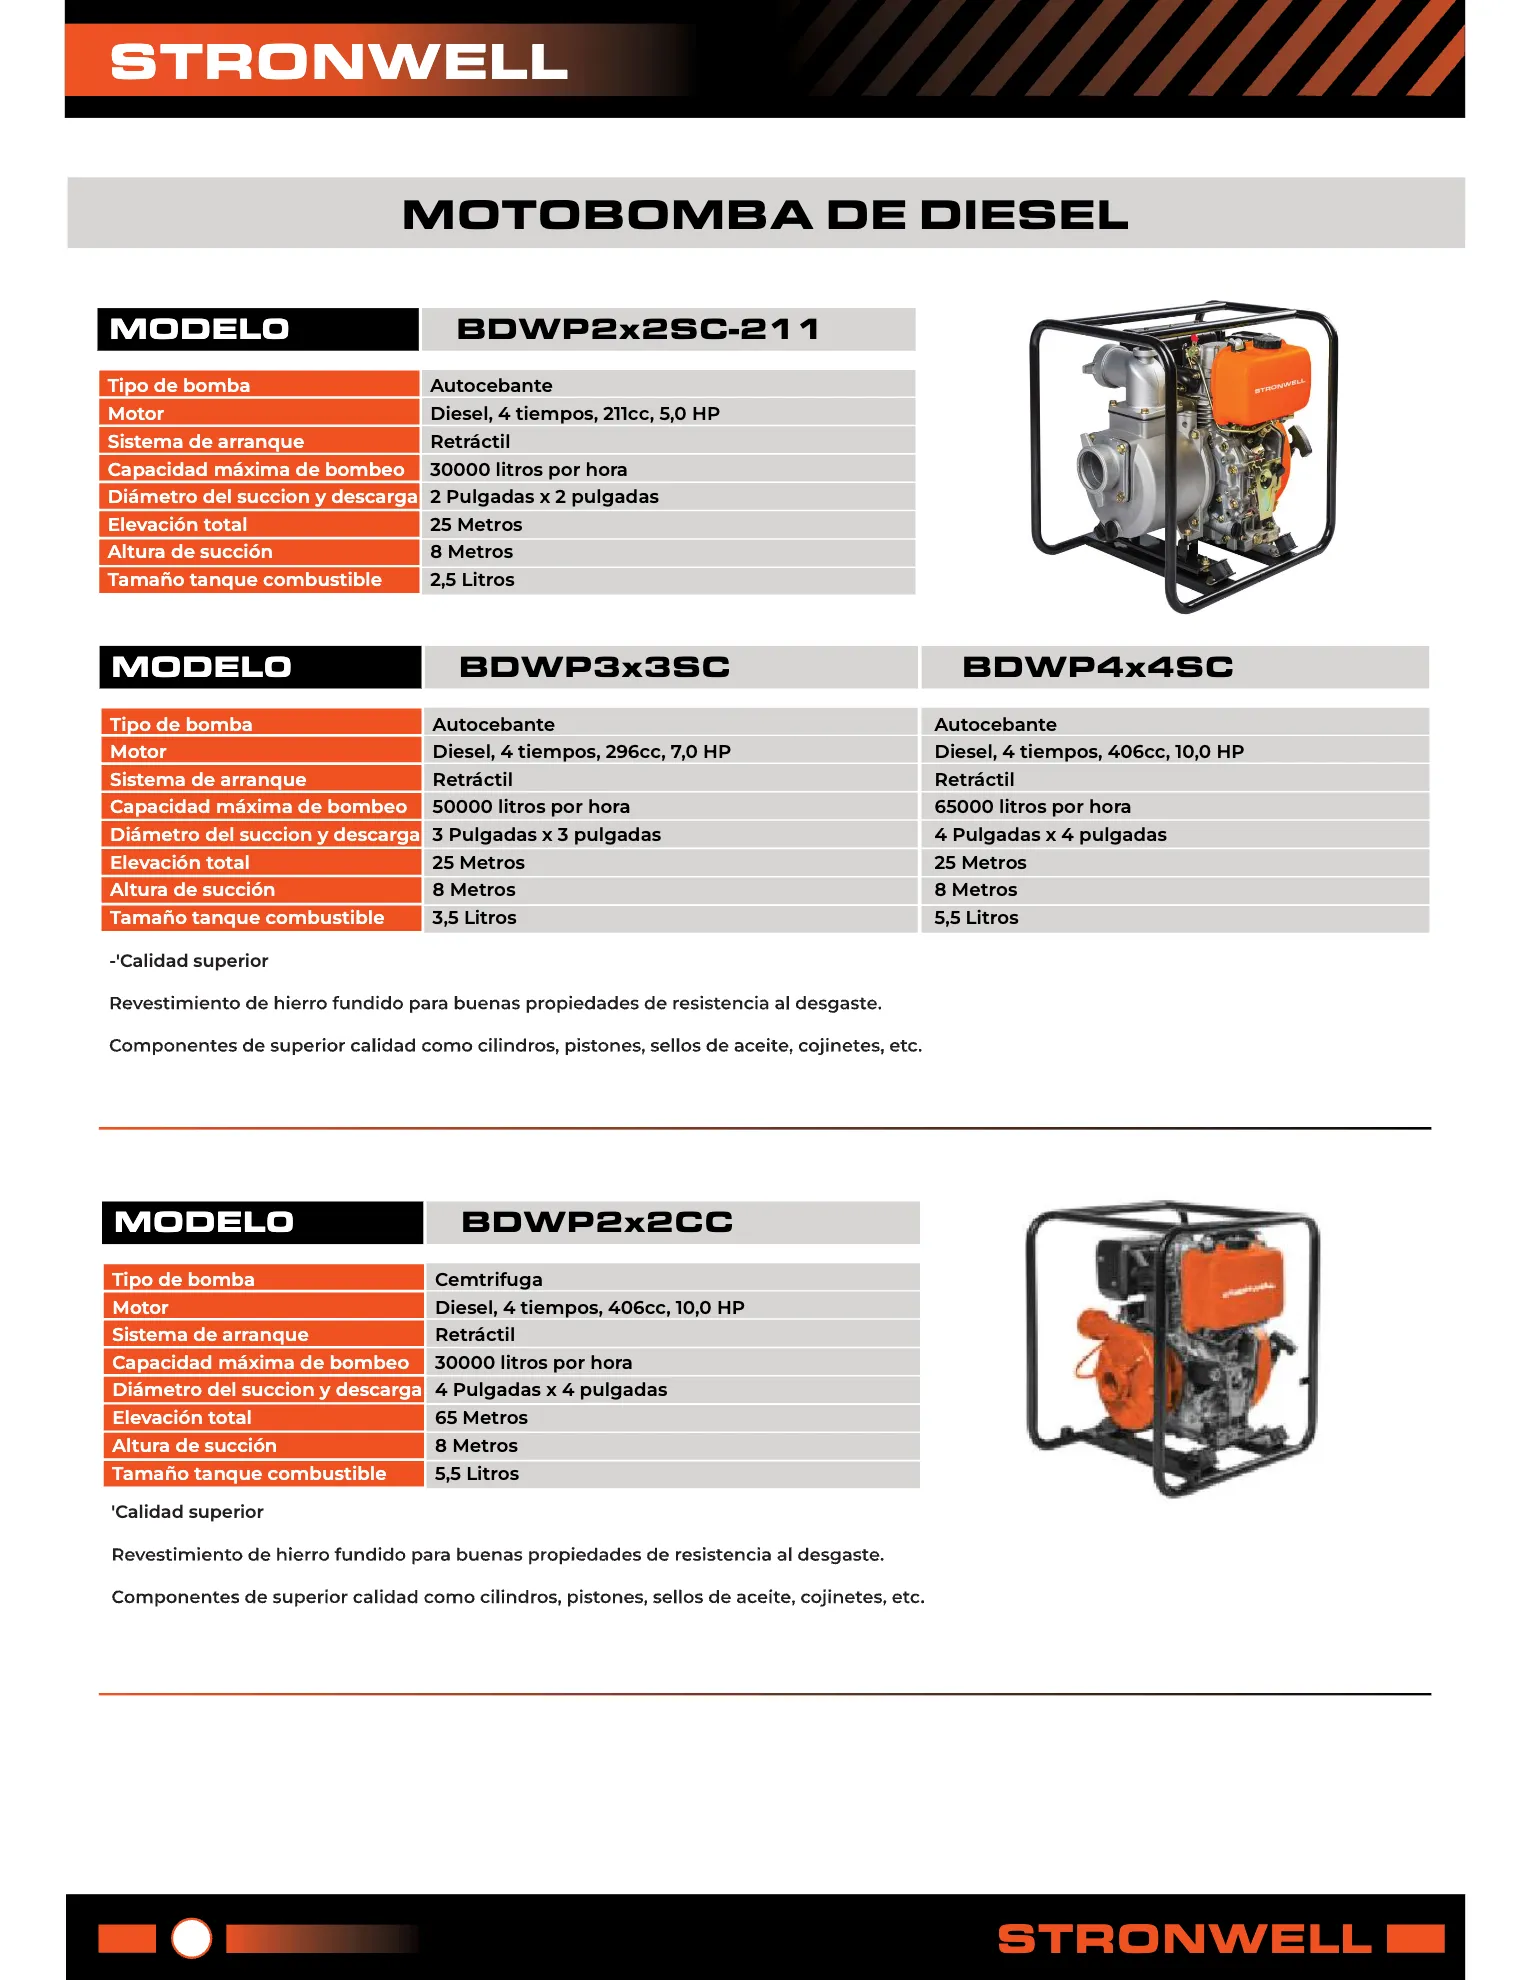 STRONWELL
MOTOBOMBA DE DIESEL
MODELO BDWP2x2SC-211
Tipo de bomba Autocebante
Motor Diesel, 4 tiempos, 211cc, 5,0 HP
Sistema de arranque Retráctil
Capacidad máxima de bombeo 30000 litros por hora
Diámetro del succion y descarga 2 Pulgadas x 2 pulgadas
Elevación total 25 Metros
Altura de succión 8 Metros
Tamaño tanque combustible 2,5 Litros
STRONWELL
MODELO BDWP3x3SC BDWP4x4SC
Tipo de bomba Autocebante Autocebante
Motor Diesel, 4 tiempos, 296cc, 7,0 HP Diesel, 4 tiempos, 406cc, 10,0 HP
Sistema de arranque Retráctil Retráctil
Capacidad máxima de bombeo 50000 litros por hora 65000 litros por hora
Diámetro del succion y descarga 3 Pulgadas x 3 pulgadas 4 Pulgadas x 4 pulgadas
Elevación total 25 Metros 25 Metros
Altura de succión 8 Metros 8 Metros
Tamaño tanque combustible 3,5 Litros 5,5 Litros
-'Calidad superior
Revestimiento de hierro fundido para buenas propiedades de resistencia al desgaste.
Componentes de superior calidad como cilindros, pistones, sellos de aceite, cojinetes, etc.
MODELO BDWP2x2CC
Tipo de bomba Cemtrifuga
Motor Diesel, 4 tiempos, 406cc, 10,0 HP
Sistema de arranque Retráctil
Capacidad máxima de bombeo 30000 litros por hora
Diámetro del succion y descarga 4 Pulgadas x 4 pulgadas
Elevación total 65 Metros
Altura de succión 8 Metros
Tamaño tanque combustible 5,5 Litros
'Calidad superior
Revestimiento de hierro fundido para buenas propiedades de resistencia al desgaste.
Componentes de superior calidad como cilindros, pistones, sellos de aceite, cojinetes, etc.
STRONWELL